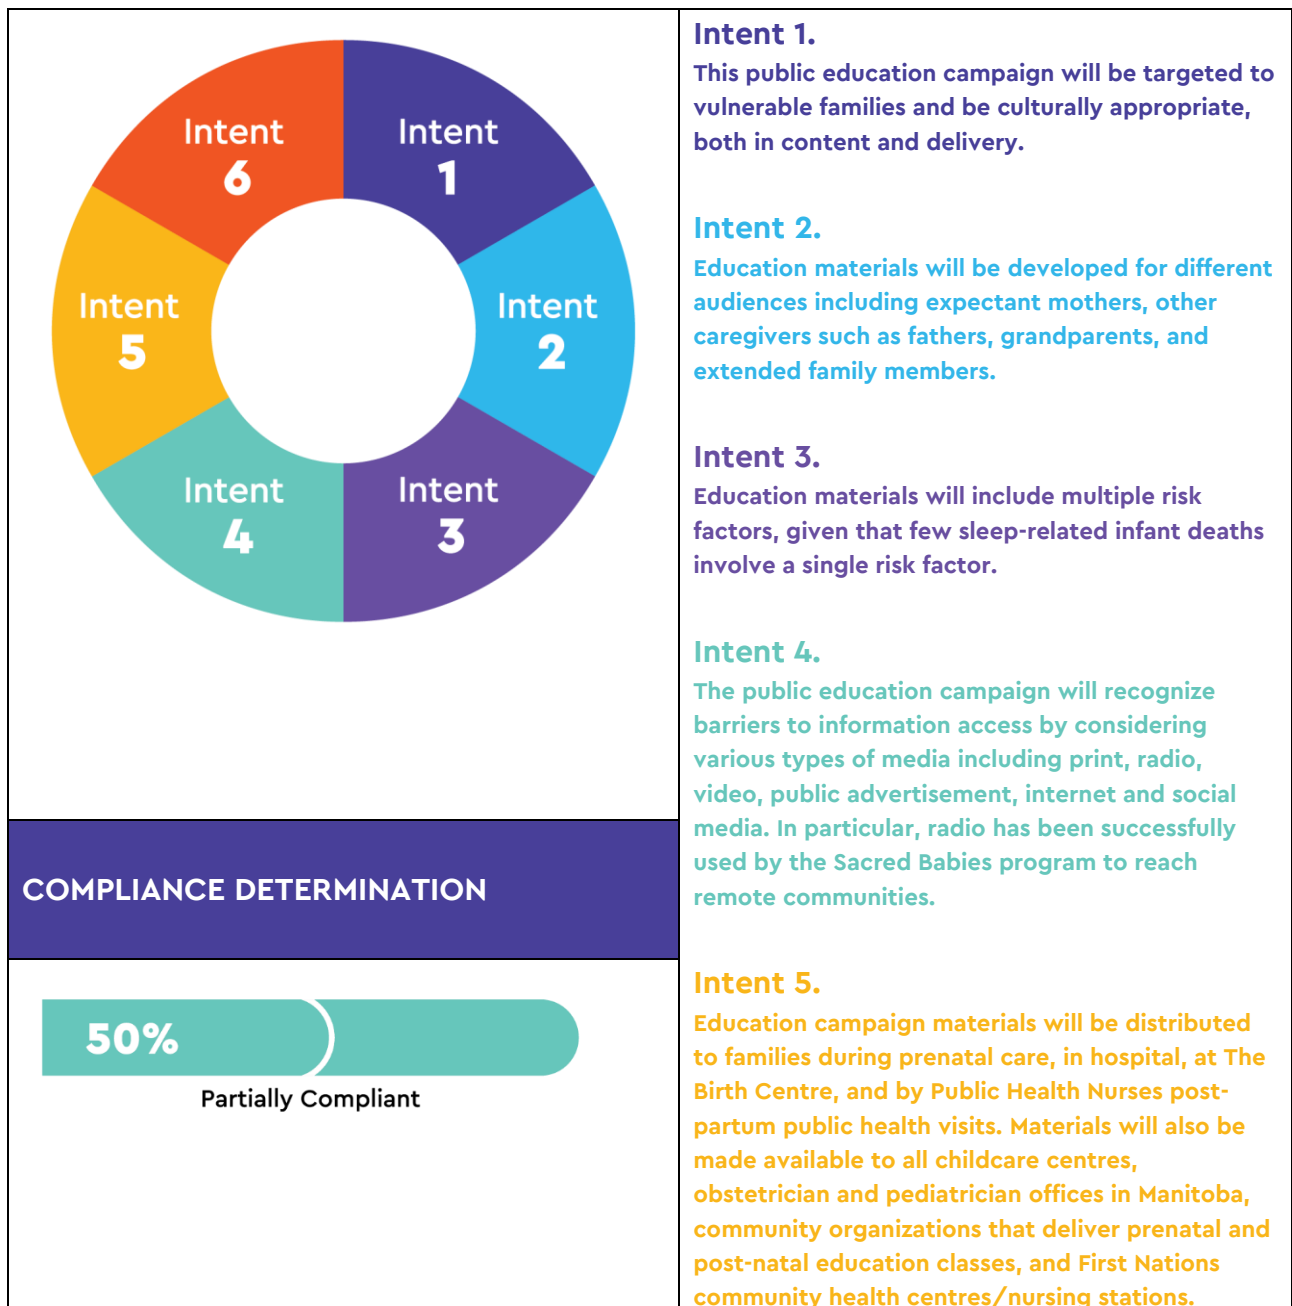 Intent
6
Intent
1
Intent
5
Intent
2
Intent
4
Intent
3
COMPLIANCE DETERMINATION
50%
Partially Compliant
Intent 1.
This public education campaign will be targeted to
vulnerable families and be culturally appropriate,
both in content and delivery.
Intent 2.
Education materials will be developed for different
audiences including expectant mothers, other
caregivers such as fathers, grandparents, and
extended family members.
Intent 3.
Education materials will include multiple risk
factors, given that few sleep-related infant deaths
involve a single risk factor.
Intent 4.
The public education campaign will recognize
barriers to information access by considering
various types of media including print, radio,
video, public advertisement, internet and social
media. In particular, radio has been successfully
used by the Sacred Babies program to reach
remote communities.
Intent 5.
Education campaign materials will be distributed
to families during prenatal care, in hospital, at The
Birth Centre, and by Public Health Nurses post-
partum public health visits. Materials will also be
made available to all childcare centres,
obstetrician and pediatrician offices in Manitoba,
community organizations that deliver prenatal and
post-natal education classes, and First Nations
community health centres/nursing stations.